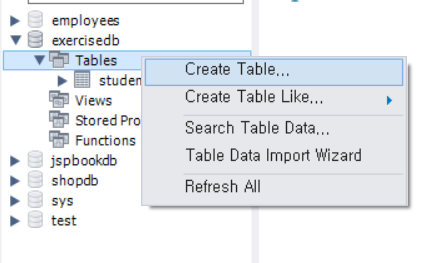 employees
exercisedb
Tables
studen
Views
Stored Pro
Functions
jspbookdb
shopdb
sys
test
Create Table...
Create Table Like...
Search Table Data...
Table Data Import Wizard
Refresh All